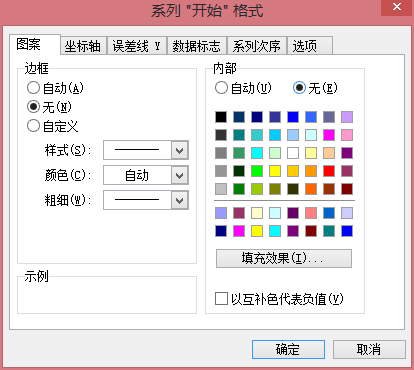 系列 "开始" 格式
图案 坐标轴 误差线 Y 数据标志 系列次序 选项
边框
自动(A)
无(N)
自定义
样式(S):
颜色(C): 自动
粗细(W):
示例
内部
自动(U) 无(E)
填充效果(I)...
以互补色代表负值(V)
确定 取消